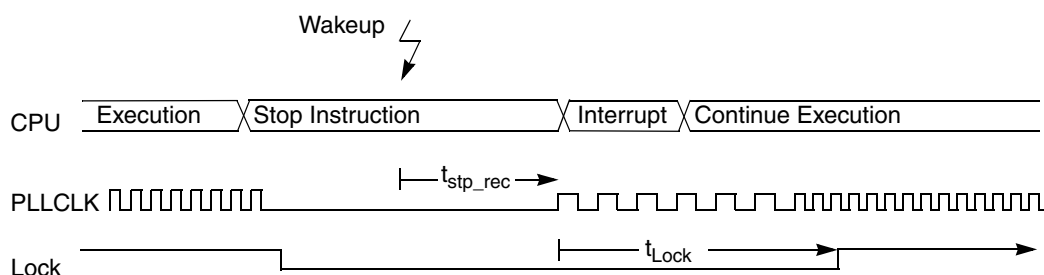 Wakeup
CPU Execution Stop Instruction Interrupt Continue Execution
t_stp_rec
PLLCLK
t_Lock
Lock